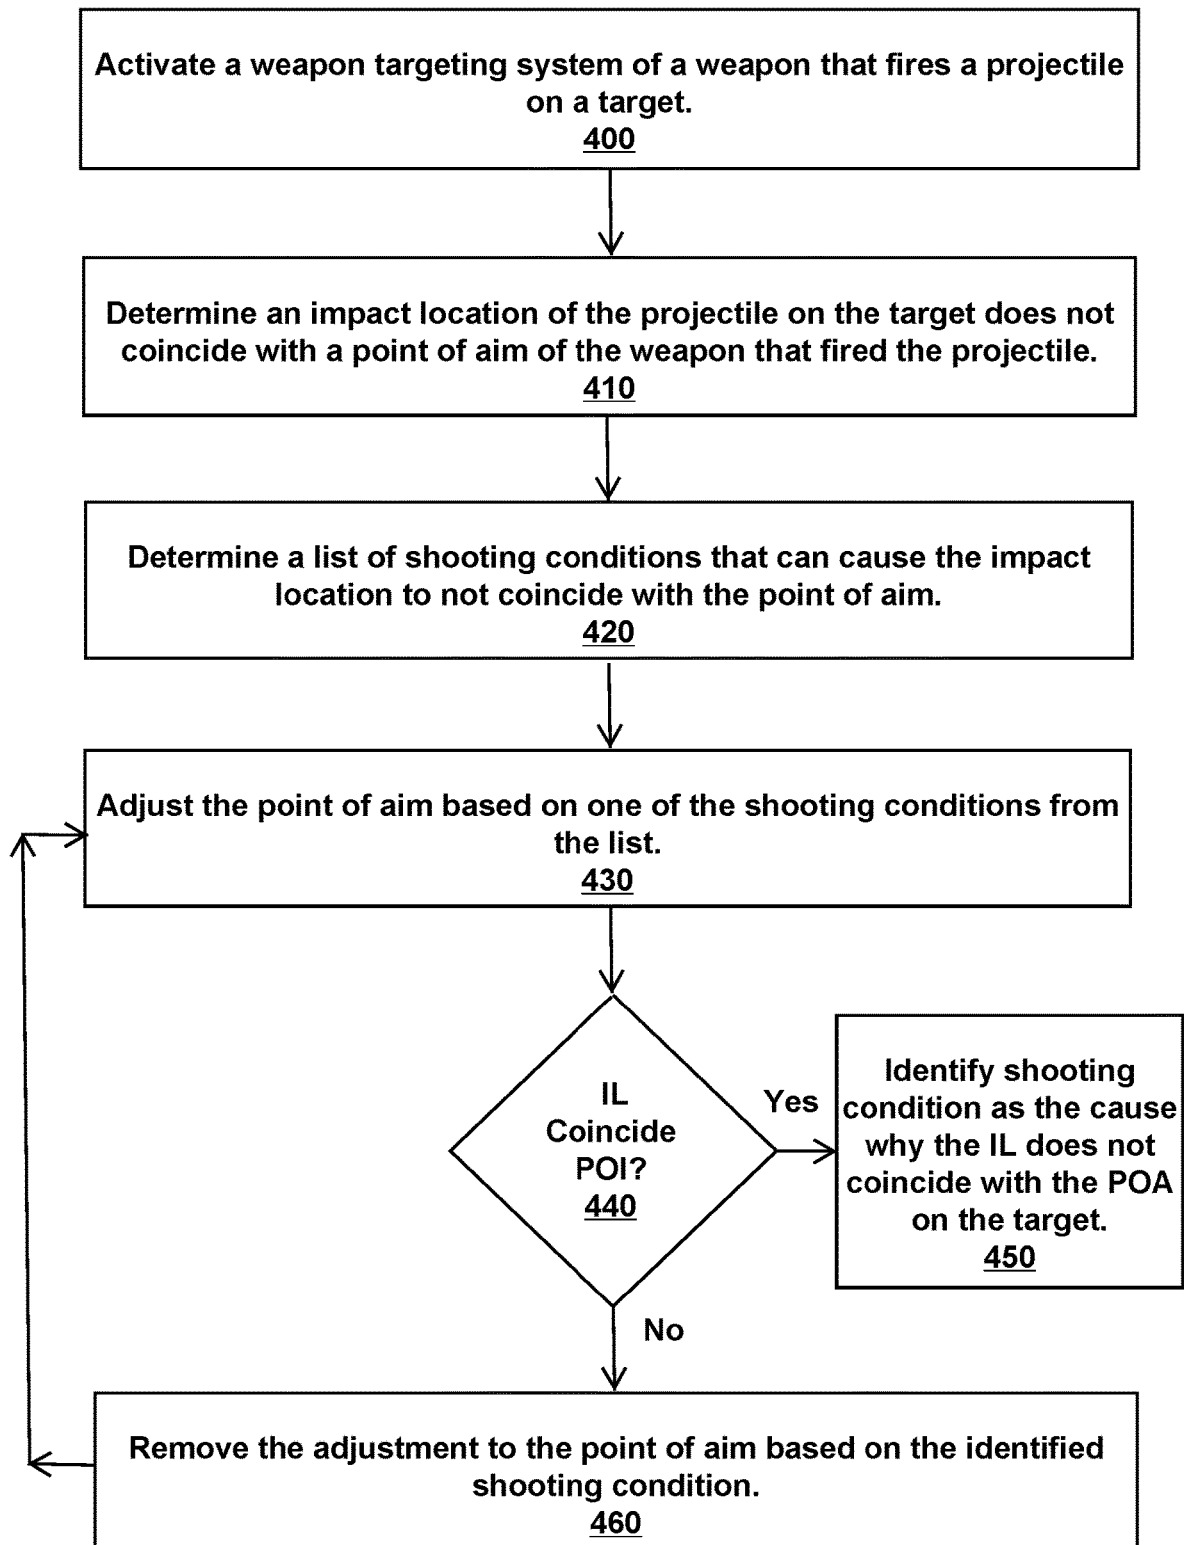 Activate a weapon targeting system of a weapon that fires a projectile
on a target.
400
Determine an impact location of the projectile on the target does not
coincide with a point of aim of the weapon that fired the projectile.
410
Determine a list of shooting conditions that can cause the impact
location to not coincide with the point of aim.
420
Adjust the point of aim based on one of the shooting conditions from
the list.
430
IL
Coincide
POI?
440
Yes
Identify shooting
condition as the cause
why the IL does not
coincide with the POA
on the target.
450
No
Remove the adjustment to the point of aim based on the identified
shooting condition.
460